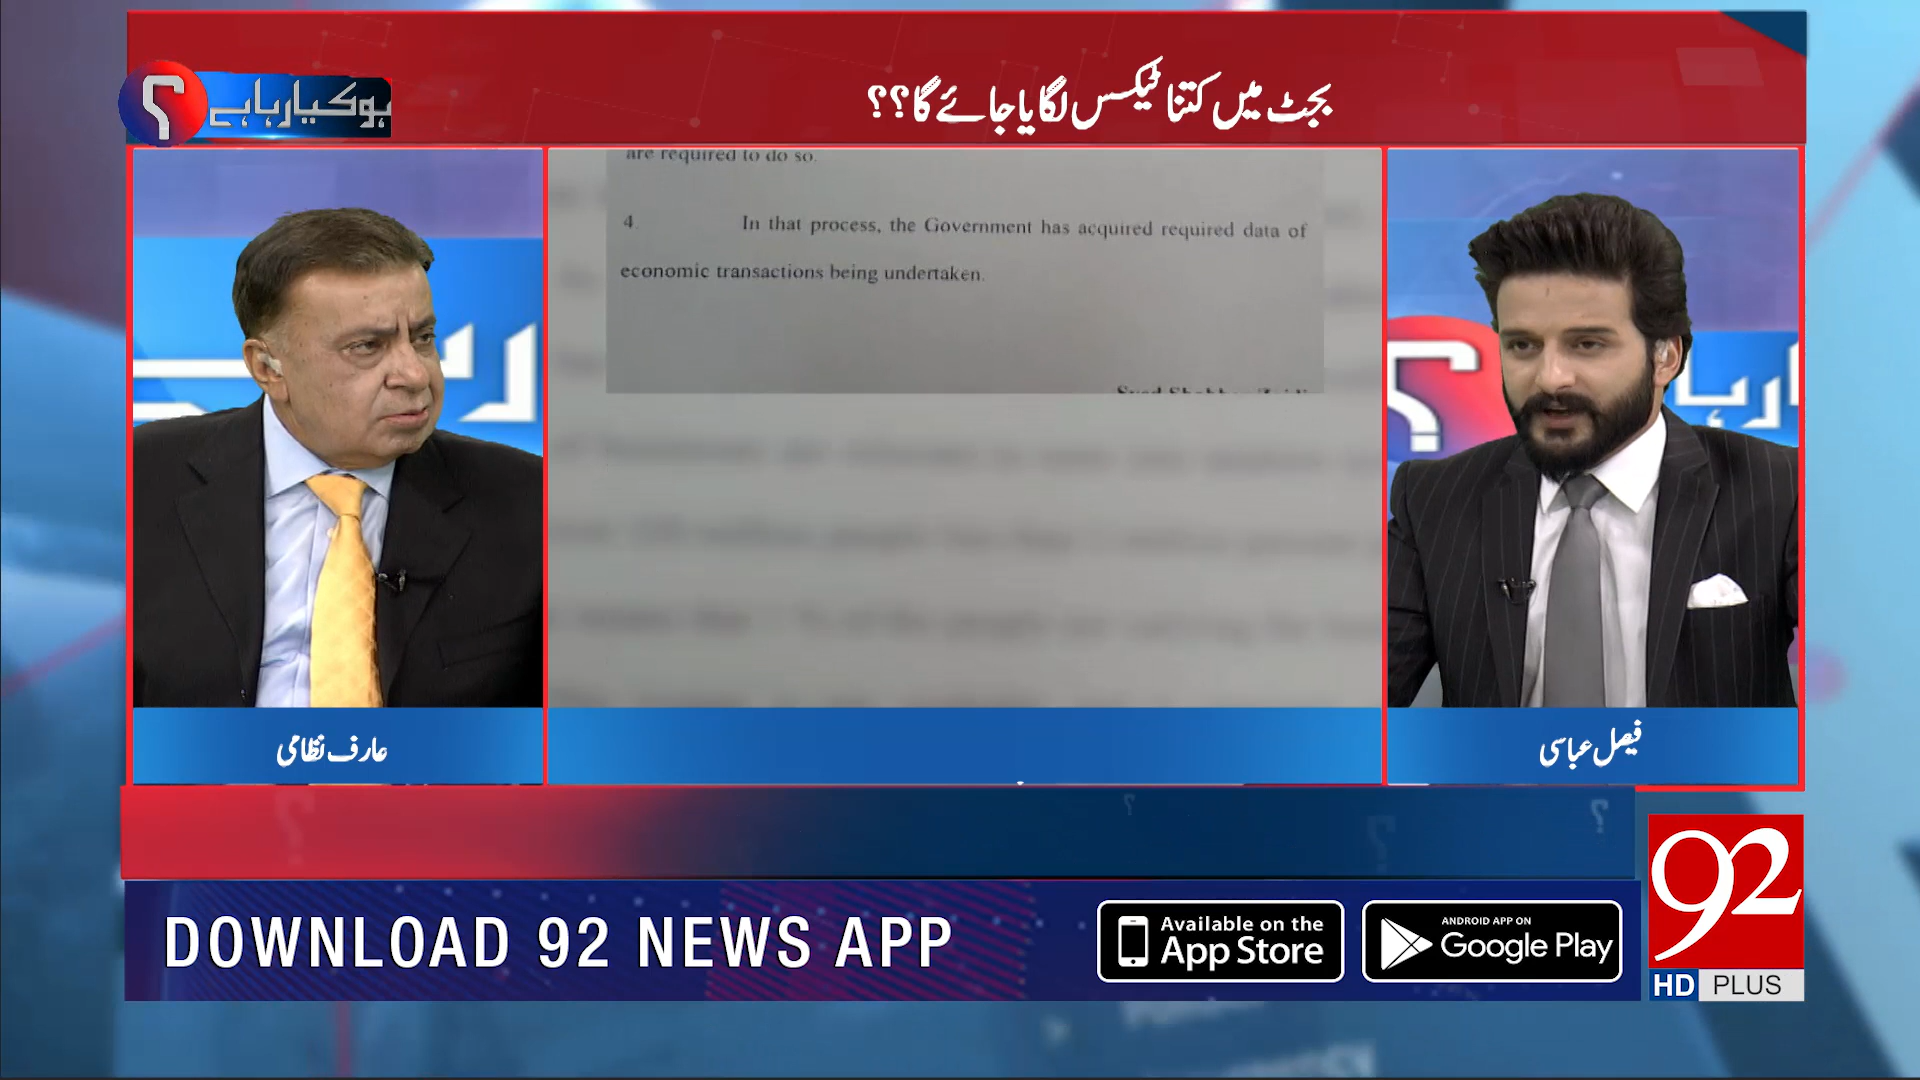 بجٹ میں کتنا ٹیکس لگایا جائے گا؟؟
ہو کیا رہا ہے؟
are required to do so.
4. In that process, the Government has acquired required data of
economic transactions being undertaken.
عارف نظامی
فیصل عباسی
DOWNLOAD 92 NEWS APP
Available on the
App Store
ANDROID APP ON
Google Play
92
HD PLUS